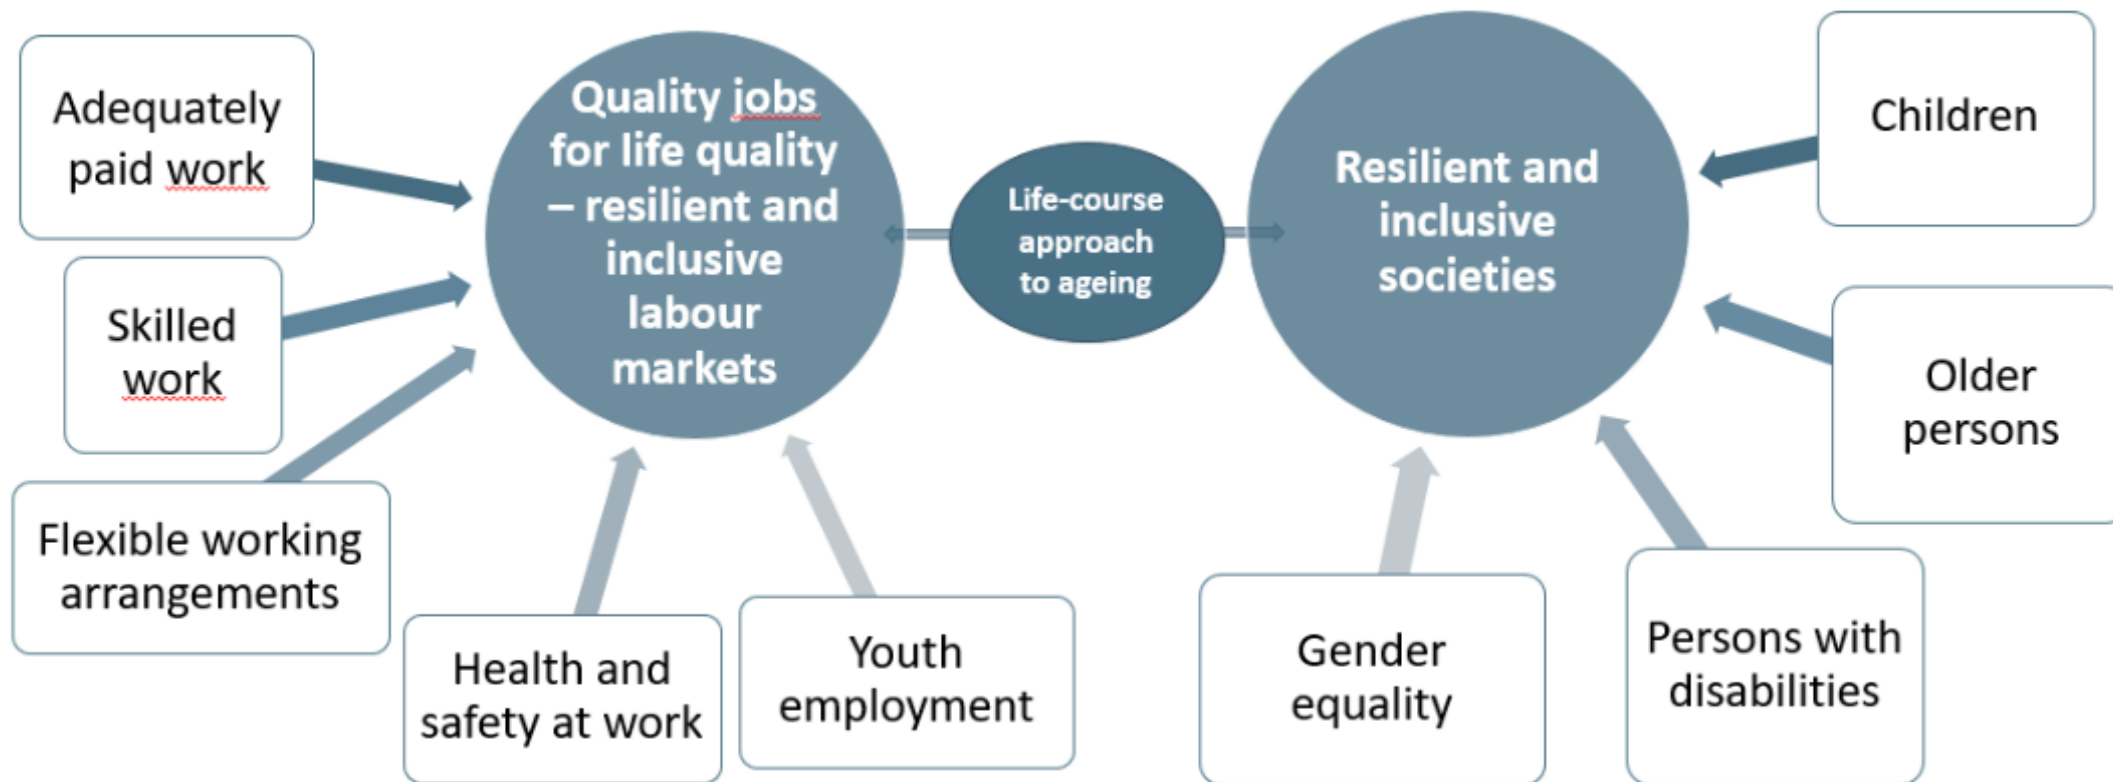 Adequately
paid work
Skilled
work
Flexible working
arrangements
Health and
safety at work
Youth
employment
Quality jobs
for life quality
– resilient and
inclusive
labour
markets
Life-course
approach
to ageing
Resilient and
inclusive
societies
Children
Older
persons
Persons with
disabilities
Gender
equality